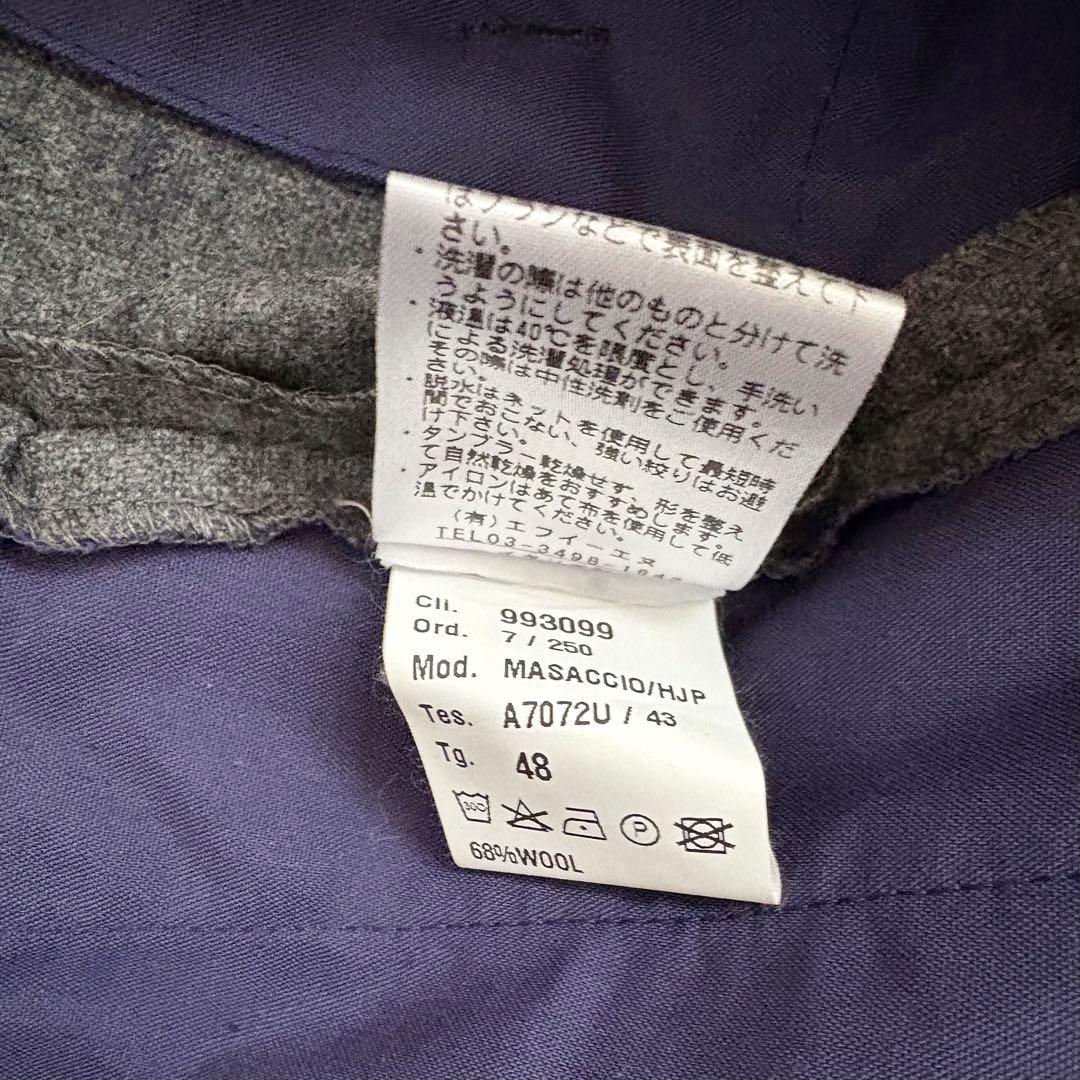 はブラシなどで表面を整えて下
さい。
・洗濯の際は他のものと分けて洗
うようにしてください。
・液温は40℃を限度とし、手洗い
による洗濯処理ができます。
その際は中性洗剤をご使用くだ
さい。
・脱水はネットを使用して最短時
間でおこない、強い絞りはお避
け下さい。
・タンブラー乾燥せず、形を整え
て自然乾燥をおすすめします。
アイロンはあて布を使用して低
温でかけてください。
(有)エフィーエヌ
TEL03-3498-
Cli. 993099
Ord. 7 / 250
Mod. MASACCIO/HJP
Tes. A7072U / 43
Tg. 48
30C P
68%WOOL